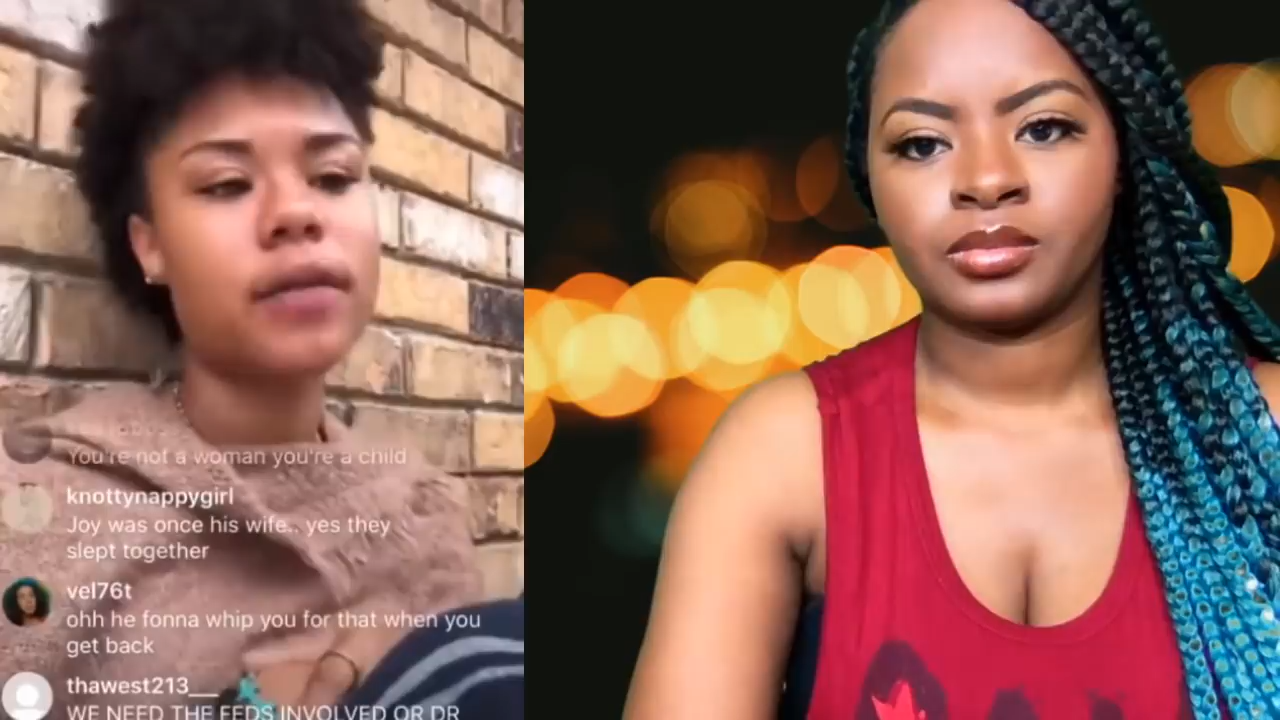 You're not a woman you're a child
knottynappygirl
Joy was once his wife.. yes they
slept together
vel76t
ohh he fonna whip you for that when you
get back
thawest213___
WE NEED THE FEDS INVOLVED OR DR